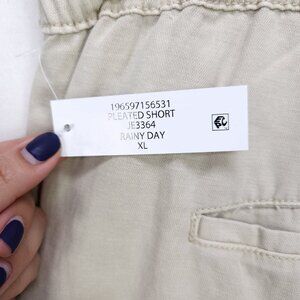 196597156531
PLEATED SHORT
JE3364
RAINY DAY
XL